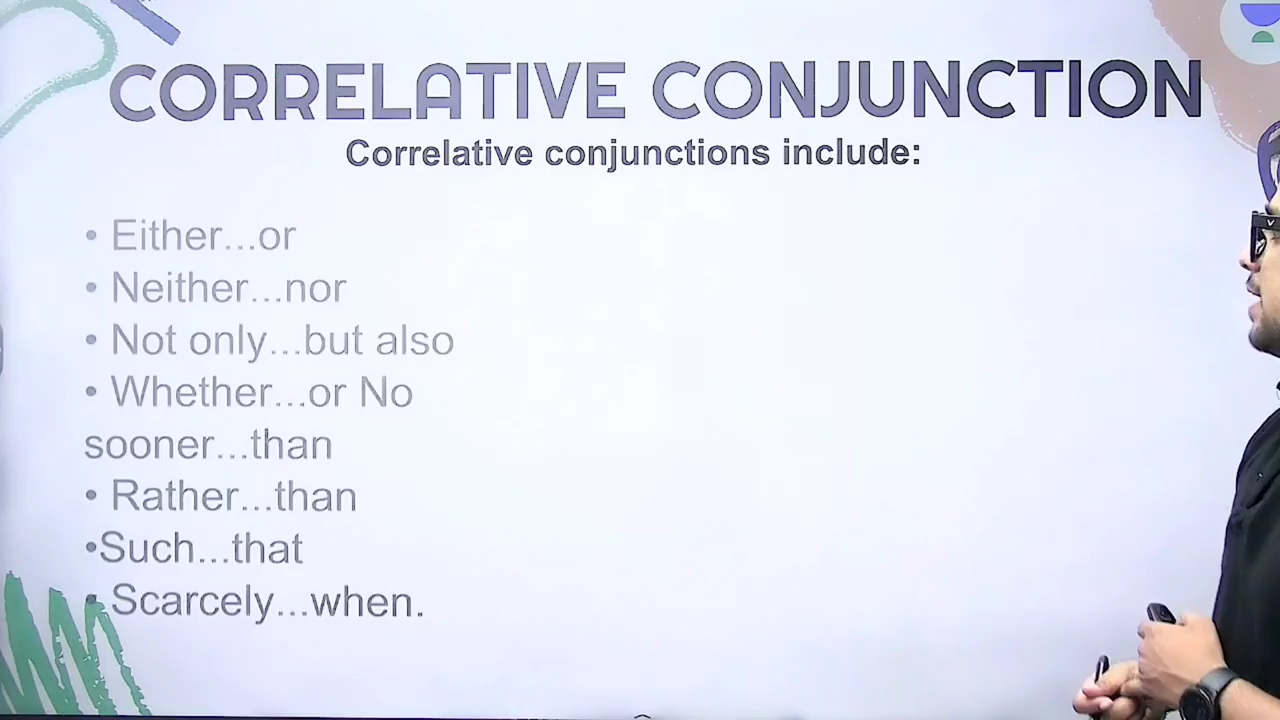 CORRELATIVE CONJUNCTION
Correlative conjunctions include:
• Either...or
• Neither...nor
• Not only...but also
• Whether...or No
sooner...than
• Rather...than
•Such...that
• Scarcely...when.